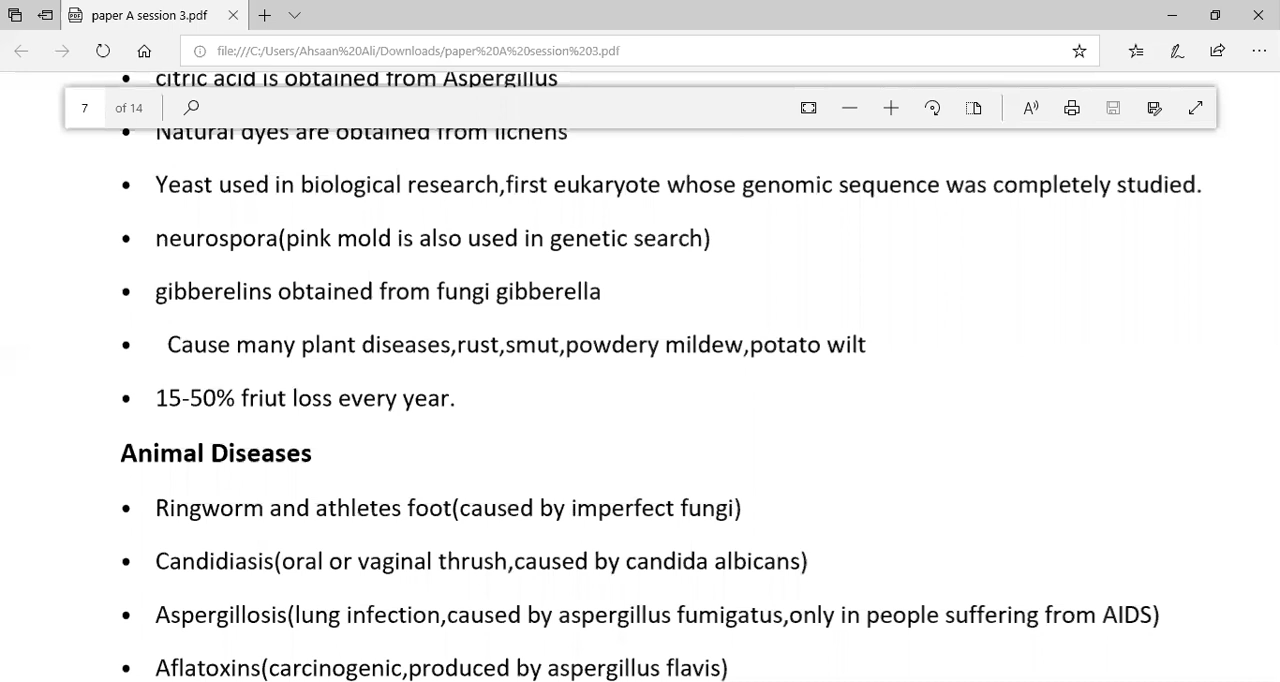 paper A session 3.pdf
file:///C:/Users/Ahsaan%20Ali/Downloads/paper%20A%20session%203.pdf
• citric acid is obtained from Aspergillus
7 of 14
• Natural dyes are obtained from lichens
• Yeast used in biological research,first eukaryote whose genomic sequence was completely studied.
• neurospora(pink mold is also used in genetic search)
• gibberelins obtained from fungi gibberella
• Cause many plant diseases,rust,smut,powdery mildew,potato wilt
• 15-50% friut loss every year.
Animal Diseases
• Ringworm and athletes foot(caused by imperfect fungi)
• Candidiasis(oral or vaginal thrush,caused by candida albicans)
• Aspergillosis(lung infection,caused by aspergillus fumigatus,only in people suffering from AIDS)
• Aflatoxins(carcinogenic,produced by aspergillus flavis)